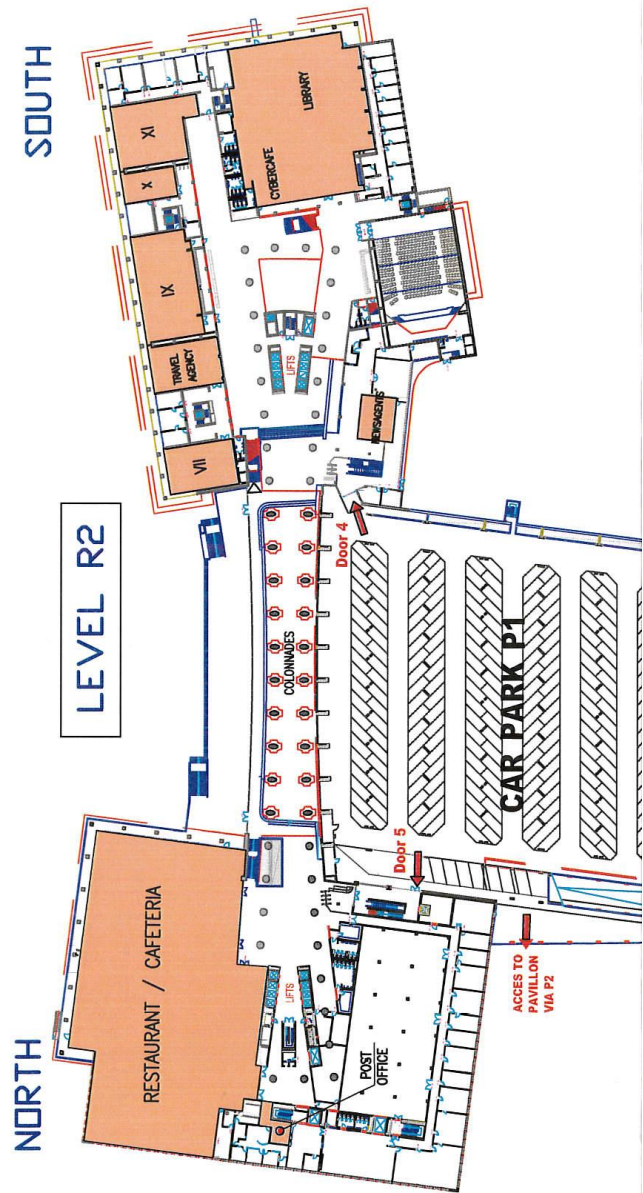 LEVEL R2
NORTH
SOUTH
RESTAURANT / CAFETERIA
LIFTS
POST
OFFICE
ACCES TO
PAVILLON
VIA P2
Door 5
CAR PARK P1
COLONNADES
Door 4
VII
TRAVEL
AGENCY
IX
X
XI
LIFTS
NEWSAGENTS
CYBERCAFE
LIBRARY